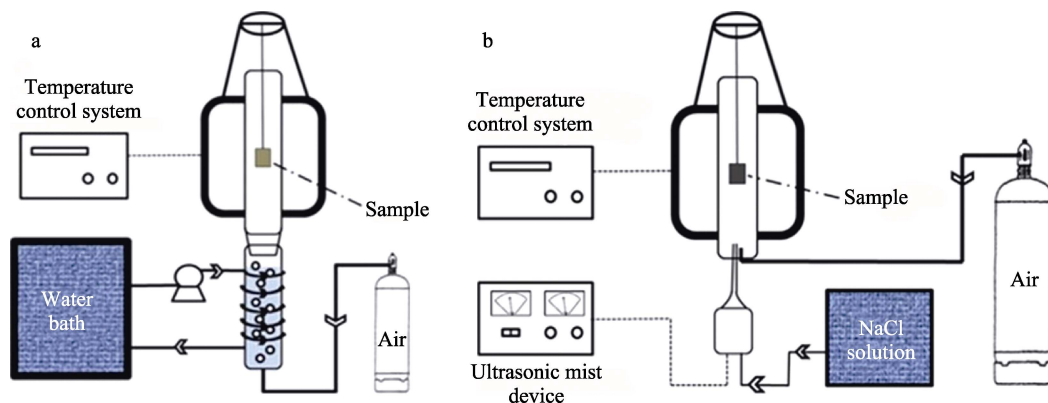 a
Temperature
control system
Sample
Water
bath
Air
b
Temperature
control system
Sample
Air
NaCl
solution
Ultrasonic mist
device